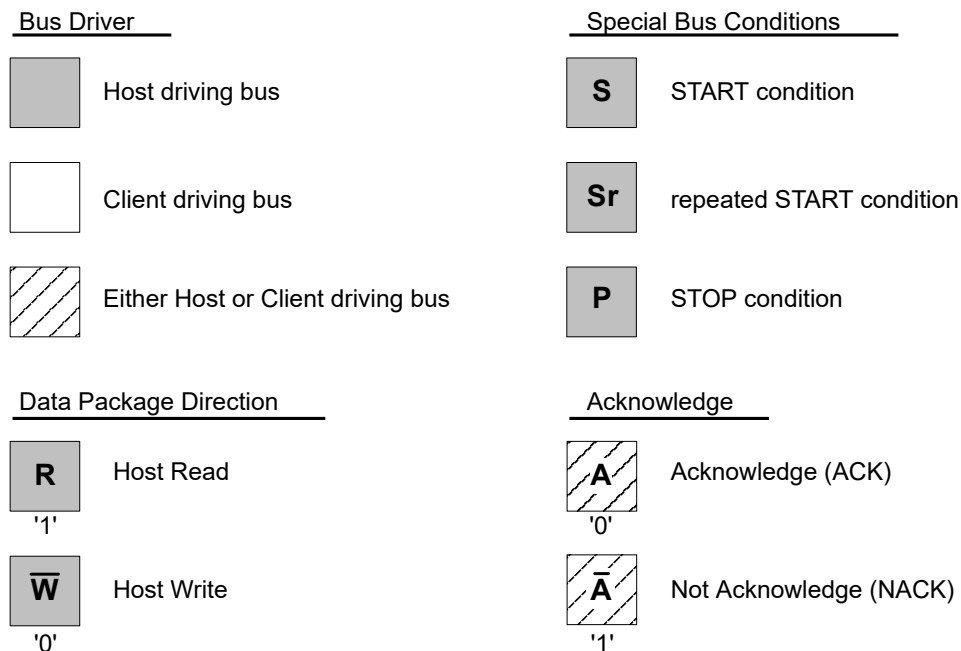 Bus Driver
Host driving bus
Client driving bus
Either Host or Client driving bus
Special Bus Conditions
S START condition
Sr repeated START condition
P STOP condition
Data Package Direction
R Host Read
'1'
W̅ Host Write
'0'
Acknowledge
A Acknowledge (ACK)
'0'
A̅ Not Acknowledge (NACK)
'1'